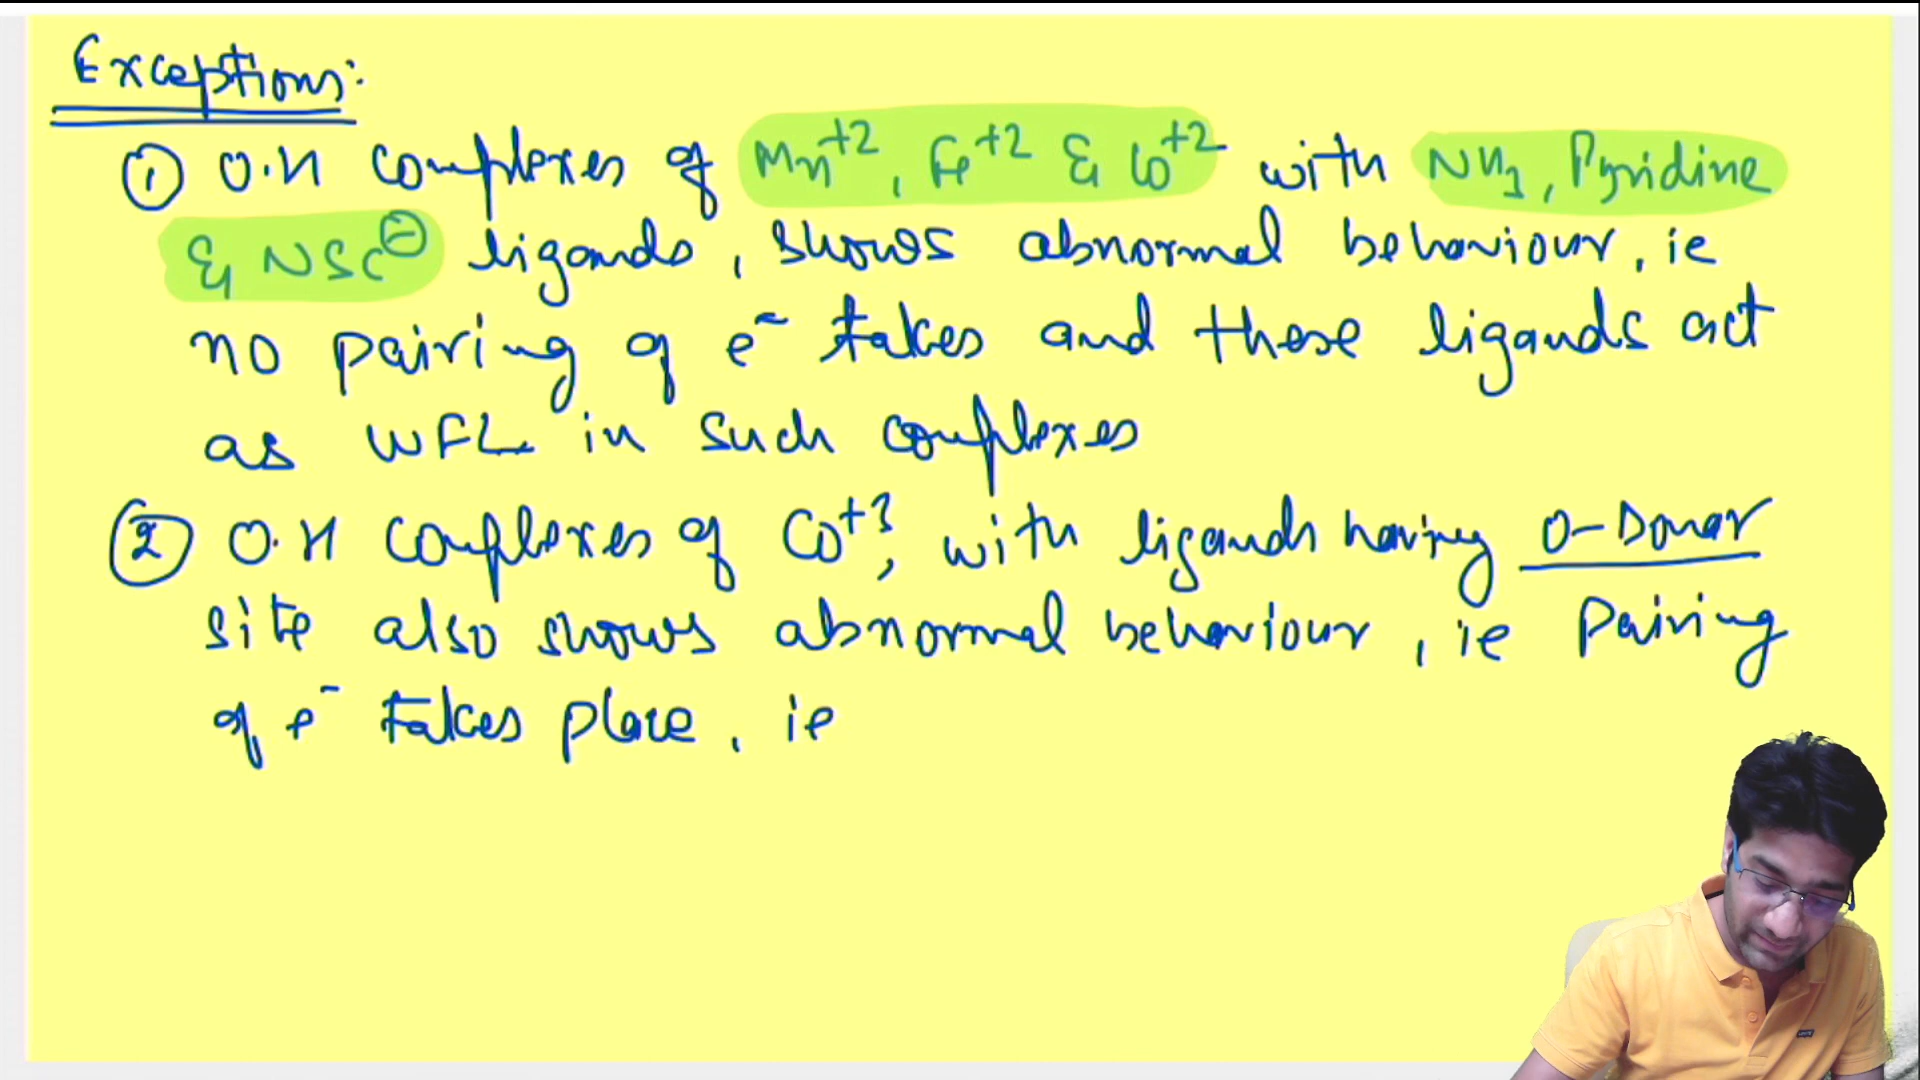 Exceptions:
① O.H complexes of Mn+2, Fe+2 & Co+2 with NH3, Pyridine
& NSC⊖ ligands, shows abnormal behaviour, ie
no pairing of e- takes and these ligands act
as WFL in such complexes
② O.H complexes of Co+3, with ligands having O-Donar
site also shows abnormal behaviour, ie Pairing
of e- takes place, ie